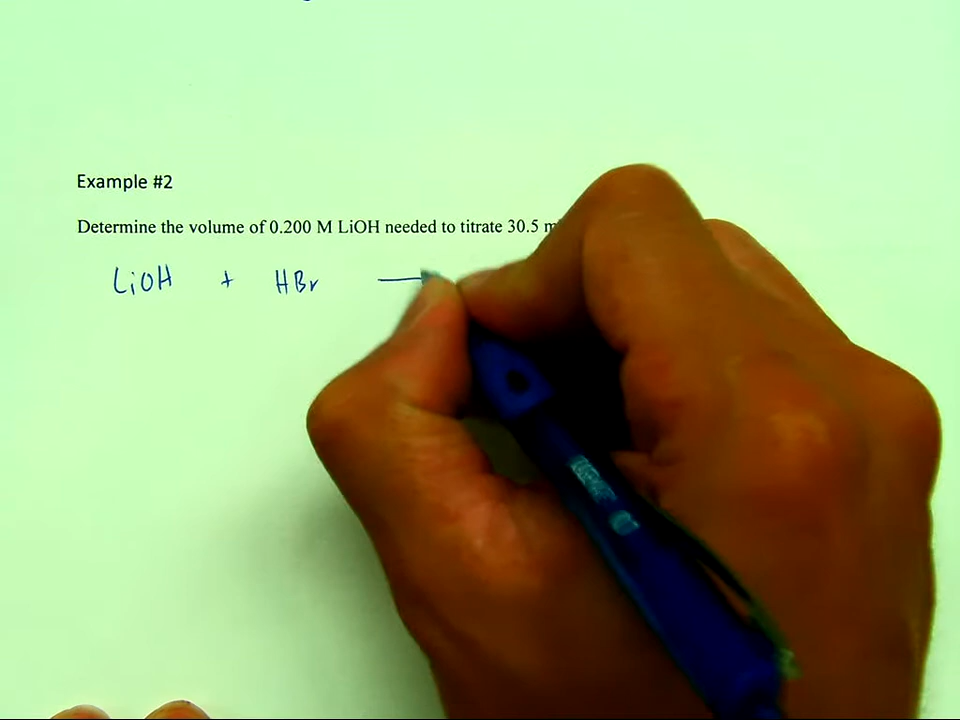 Example #2
Determine the volume of 0.200 M LiOH needed to titrate 30.5
LiOH + HBr